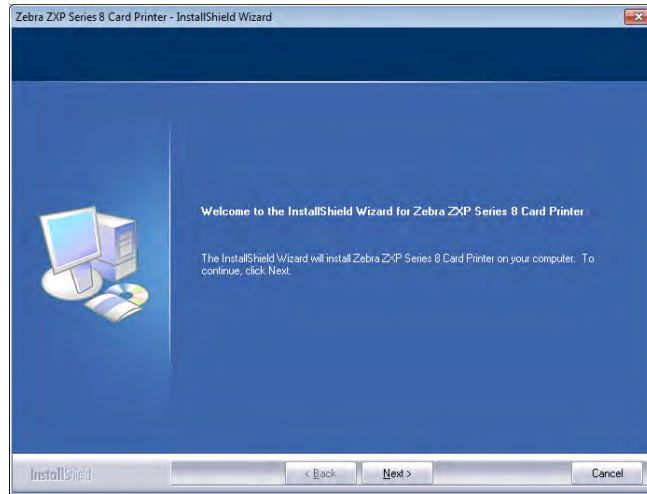 Zebra ZXP Series 8 Card Printer - InstallShield Wizard
Welcome to the InstallShield Wizard for Zebra ZXP Series 8 Card Printer
The InstallShield Wizard will install Zebra ZXP Series 8 Card Printer on your computer. To
continue, click Next.
InstallShield
< Back
Next >
Cancel